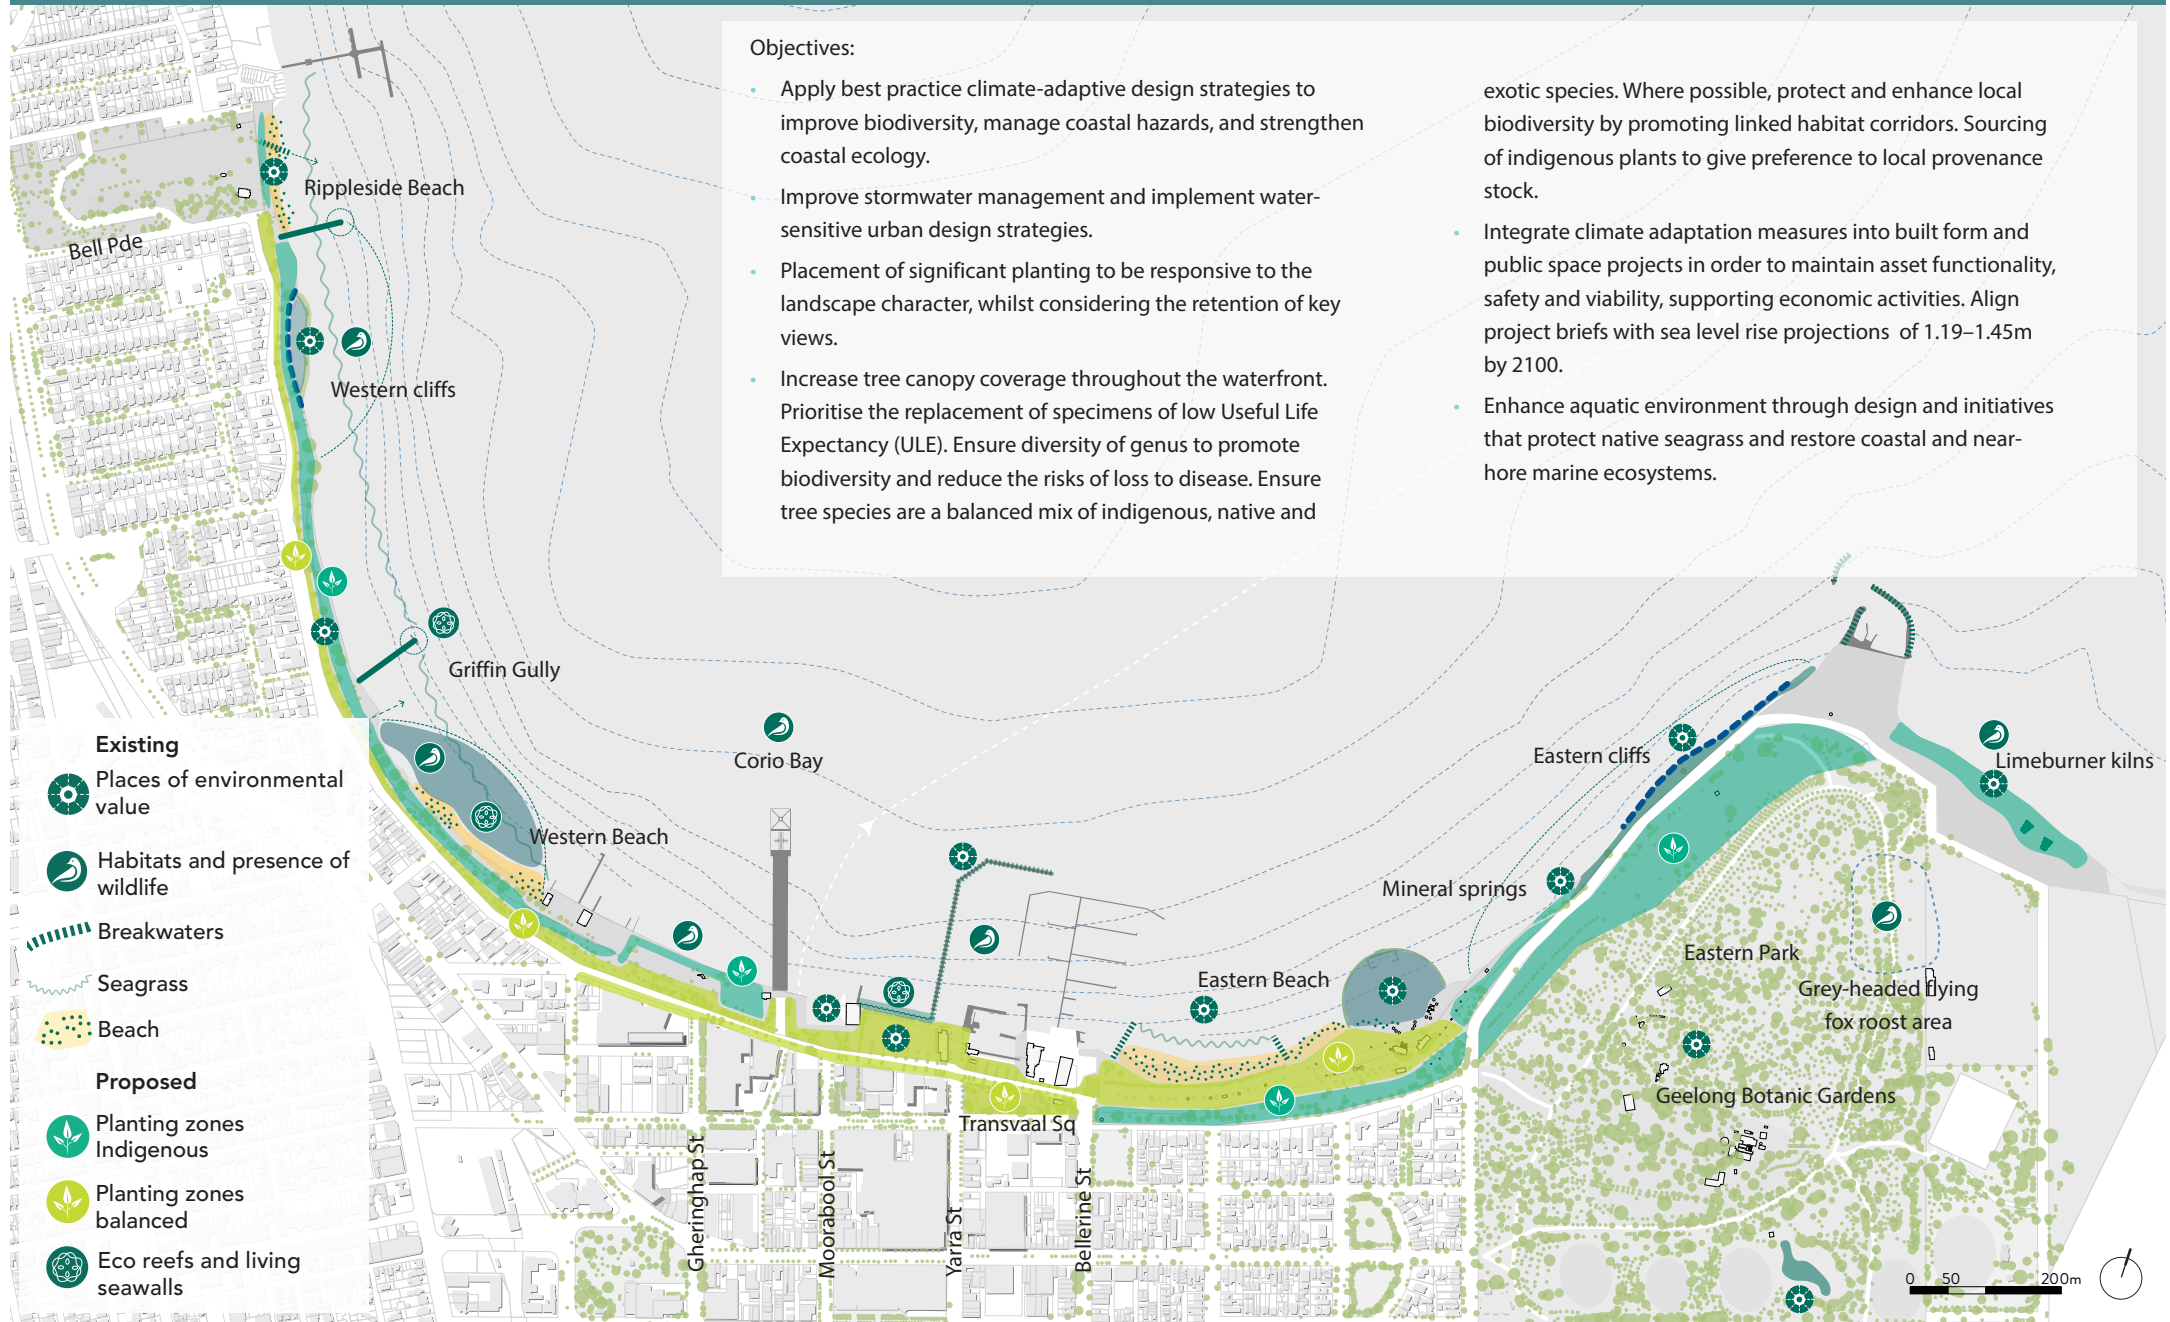 Objectives:
• Apply best practice climate-adaptive design strategies to
improve biodiversity, manage coastal hazards, and strengthen
coastal ecology.
• Improve stormwater management and implement water-
sensitive urban design strategies.
• Placement of significant planting to be responsive to the
landscape character, whilst considering the retention of key
views.
• Increase tree canopy coverage throughout the waterfront.
Prioritise the replacement of specimens of low Useful Life
Expectancy (ULE). Ensure diversity of genus to promote
biodiversity and reduce the risks of loss to disease. Ensure
tree species are a balanced mix of indigenous, native and
exotic species. Where possible, protect and enhance local
biodiversity by promoting linked habitat corridors. Sourcing
of indigenous plants to give preference to local provenance
stock.
• Integrate climate adaptation measures into built form and
public space projects in order to maintain asset functionality,
safety and viability, supporting economic activities. Align
project briefs with sea level rise projections of 1.19–1.45m
by 2100.
• Enhance aquatic environment through design and initiatives
that protect native seagrass and restore coastal and near-
hore marine ecosystems.
Rippleside Beach
Bell Pde
Western cliffs
Griffin Gully
Corio Bay
Western Beach
Eastern cliffs
Limeburner kilns
Mineral springs
Eastern Beach
Eastern Park
Grey-headed flying
fox roost area
Geelong Botanic Gardens
Transvaal Sq
Gheringhap St
Moorabool St
Yarra St
Bellerine St
Existing
Places of environmental
value
Habitats and presence of
wildlife
Breakwaters
Seagrass
Beach
Proposed
Planting zones
Indigenous
Planting zones
balanced
Eco reefs and living
seawalls
0 50 200m